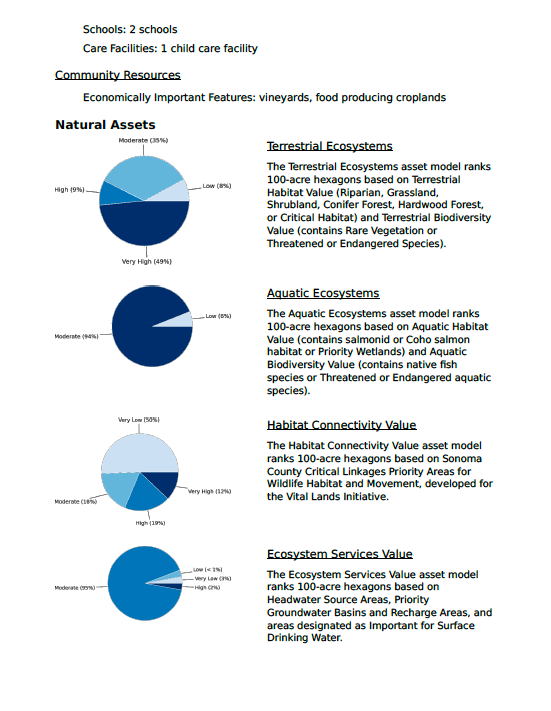 Schools: 2 schools
Care Facilities: 1 child care facility
Community Resources
Economically Important Features: vineyards, food producing croplands
Natural Assets
Moderate (35%)
High (9%)
Low (8%)
Very High (49%)
Terrestrial Ecosystems
The Terrestrial Ecosystems asset model ranks
100-acre hexagons based on Terrestrial
Habitat Value (Riparian, Grassland,
Shrubland, Conifer Forest, Hardwood Forest,
or Critical Habitat) and Terrestrial Biodiversity
Value (contains Rare Vegetation or
Threatened or Endangered Species).
Low (6%)
Moderate (94%)
Aquatic Ecosystems
The Aquatic Ecosystems asset model ranks
100-acre hexagons based on Aquatic Habitat
Value (contains salmonid or Coho salmon
habitat or Priority Wetlands) and Aquatic
Biodiversity Value (contains native fish
species or Threatened or Endangered aquatic
species).
Very Low (50%)
Very High (12%)
Moderate (18%)
High (19%)
Habitat Connectivity Value
The Habitat Connectivity Value asset model
ranks 100-acre hexagons based on Sonoma
County Critical Linkages Priority Areas for
Wildlife Habitat and Movement, developed for
the Vital Lands Initiative.
Low (< 1%)
Very Low (3%)
Moderate (95%)
High (2%)
Ecosystem Services Value
The Ecosystem Services Value asset model
ranks 100-acre hexagons based on
Headwater Source Areas, Priority
Groundwater Basins and Recharge Areas, and
areas designated as Important for Surface
Drinking Water.